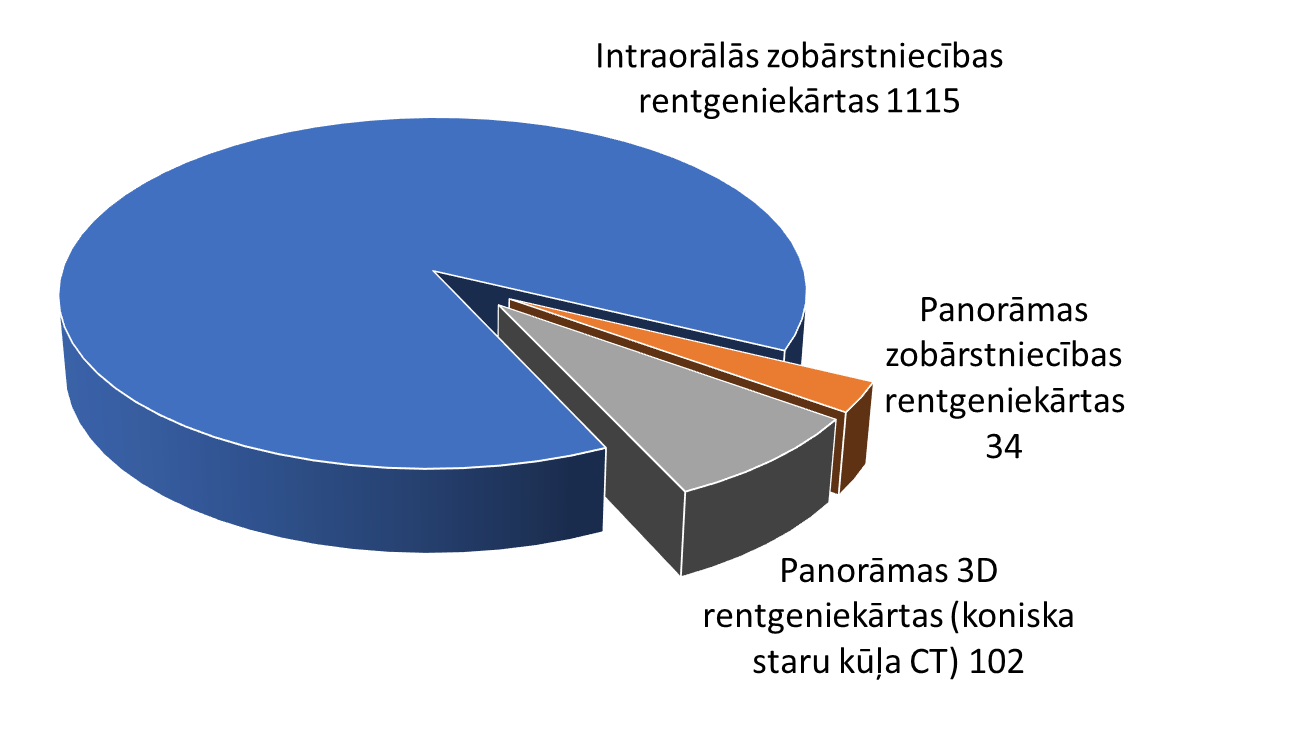 Intraorālās zobārstniecības
rentgeniekārtas 1115
Panorāmas
zobārstniecības
rentgeniekārtas
34
Panorāmas 3D
rentgeniekārtas (koniska
staru kūļa CT) 102